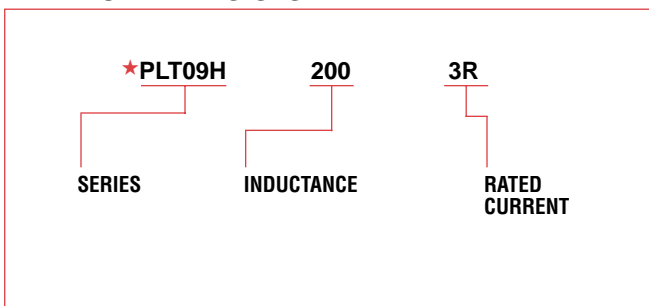 ★PLT09H 200 3R
SERIES INDUCTANCE RATED
CURRENT